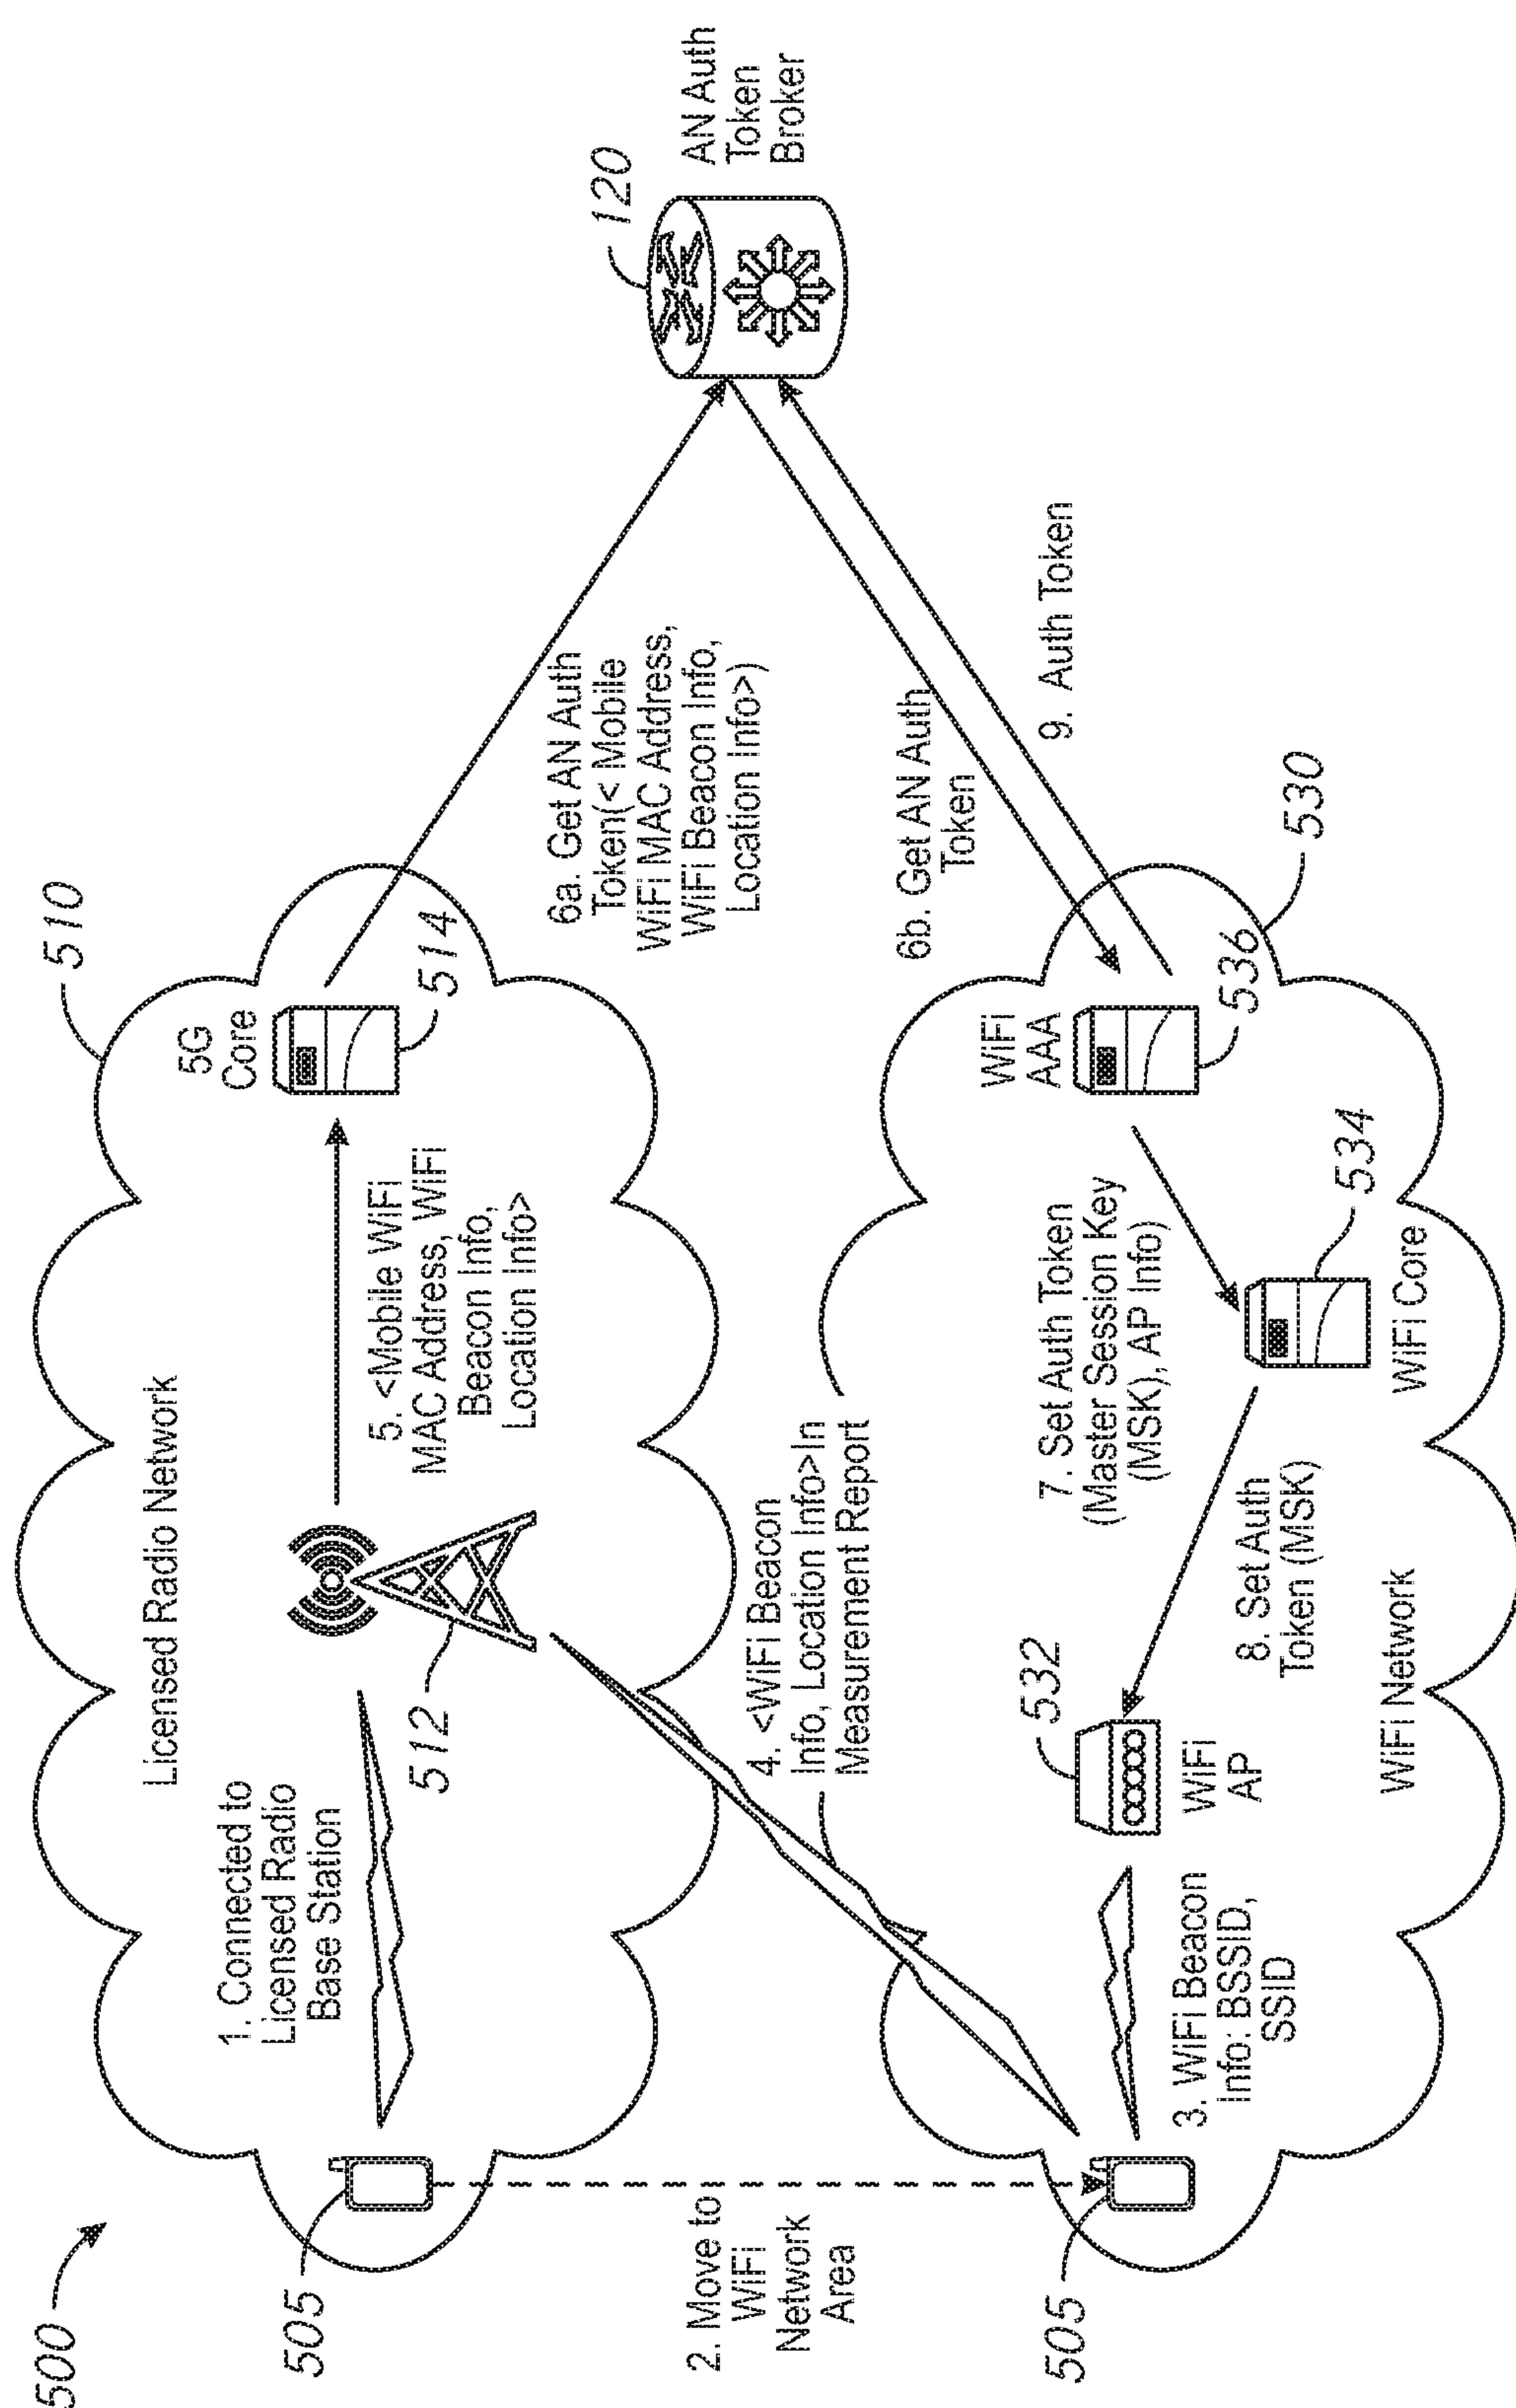 500
510
Licensed Radio Network
505
1. Connected to
Licensed Radio
Base Station
512
5. <Mobile WiFi
MAC Address, WiFi
Beacon Info,
Location Info>
5G
Core
514
6a. Get AN Auth
Token(< Mobile
WiFi MAC Address,
WiFi Beacon Info,
Location Info>)
120
AN Auth
Token
Broker
2. Move to
WiFi
Network
Area
4. <WiFi Beacon
Info, Location Info>In
Measurement Report
6b. Get AN Auth
Token
9. Auth Token
505
3. WiFi Beacon
Info: BSSID,
SSID
532
WiFi
AP
8. Set Auth
Token (MSK)
7. Set Auth Token
(Master Session Key
(MSK), AP Info)
534
WiFi Core
WiFi
AAA
536
530
WiFi Network